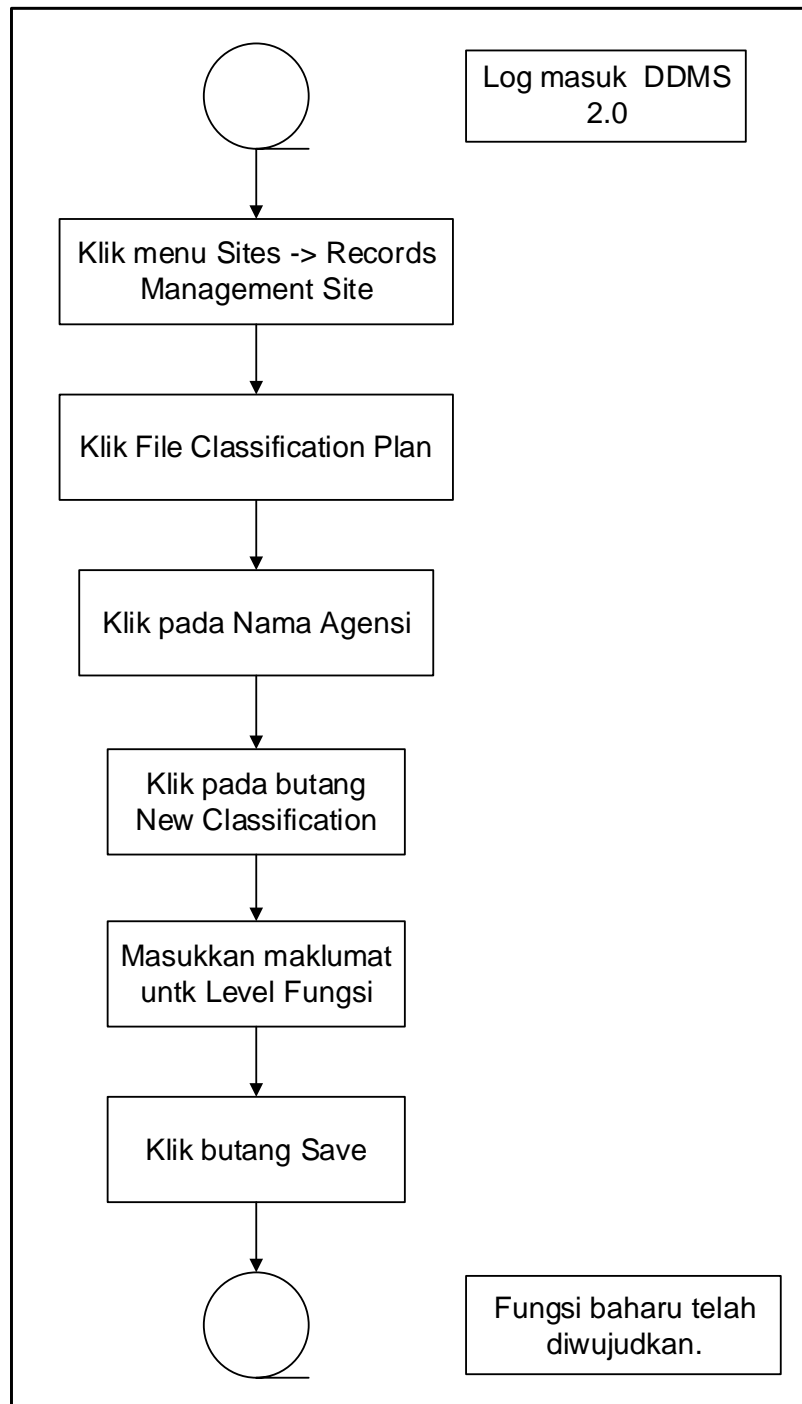 Log masuk DDMS
2.0
Klik menu Sites -> Records
Management Site
Klik File Classification Plan
Klik pada Nama Agensi
Klik pada butang
New Classification
Masukkan maklumat
untk Level Fungsi
Klik butang Save
Fungsi baharu telah
diwujudkan.